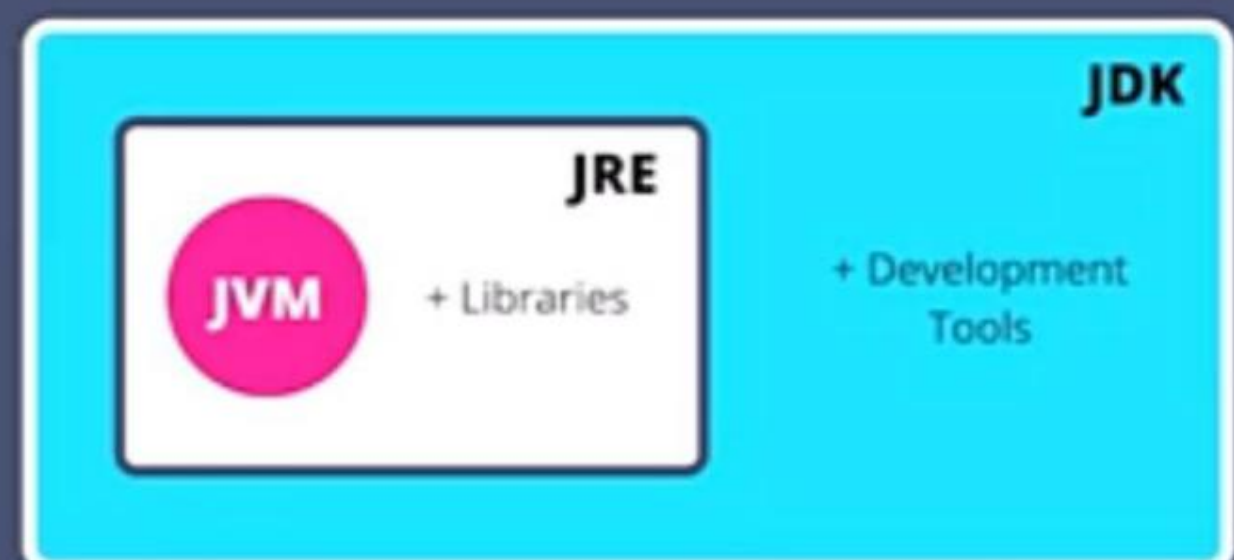 JDK
JRE
JVM
+ Libraries
+ Development
Tools